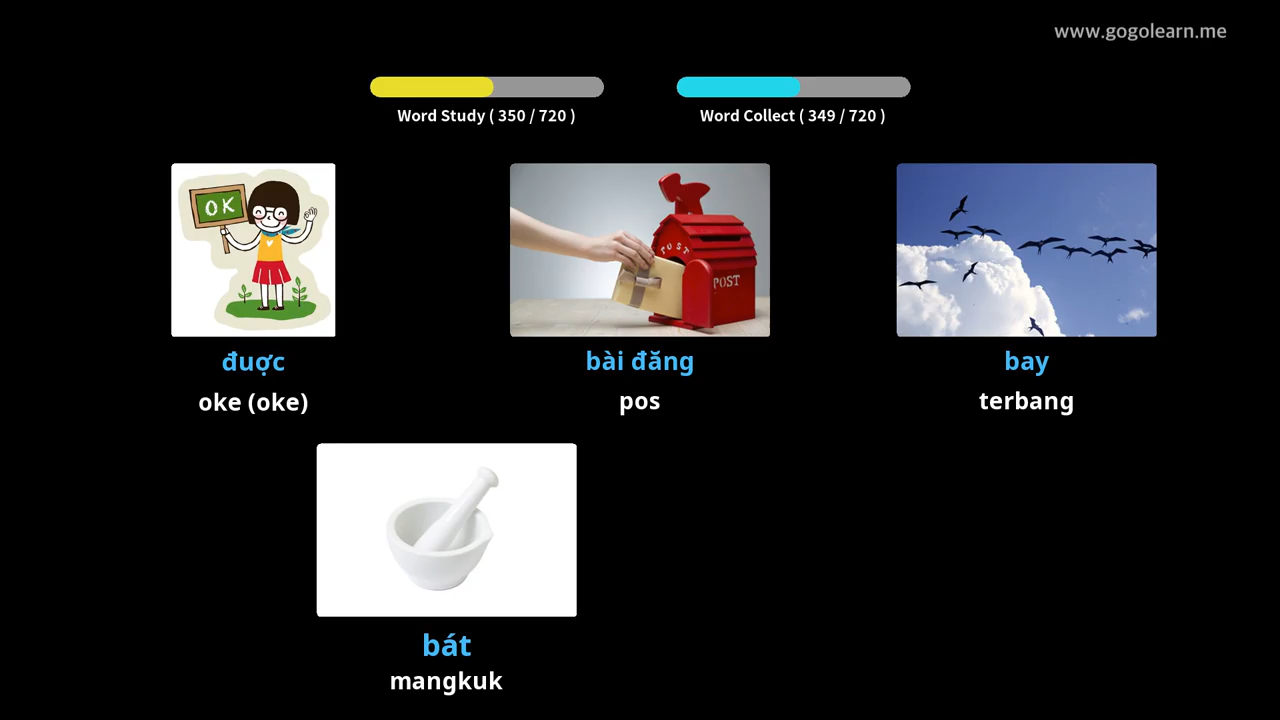 www.gogolearn.me
Word Study ( 350 / 720 )
Word Collect ( 349 / 720 )
OK
POST
POST
đuợc
bài đăng
bay
oke (oke)
pos
terbang
bát
mangkuk